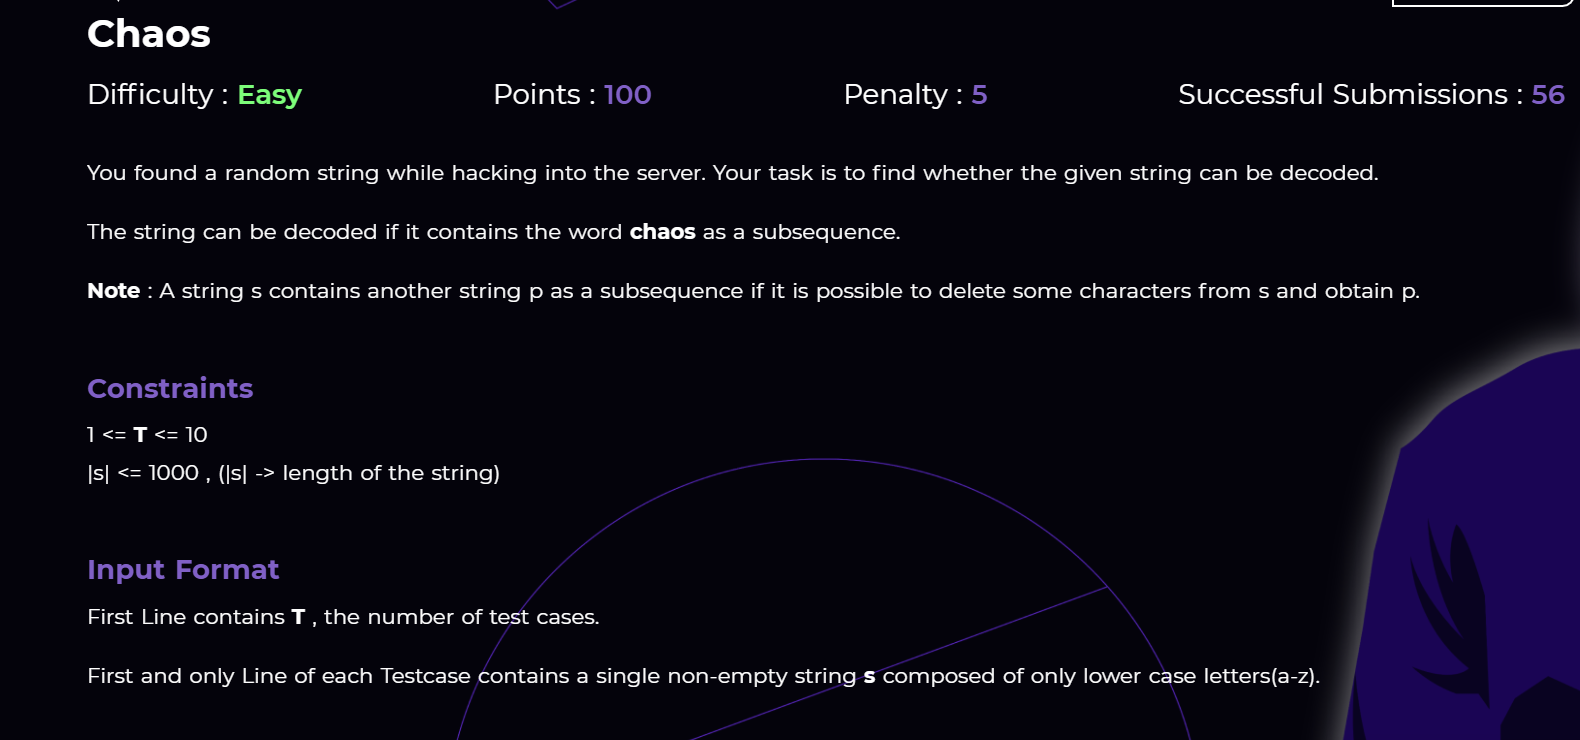 Chaos
Difficulty : Easy Points : 100 Penalty : 5 Successful Submissions : 56
You found a random string while hacking into the server. Your task is to find whether the given string can be decoded.
The string can be decoded if it contains the word chaos as a subsequence.
Note : A string s contains another string p as a subsequence if it is possible to delete some characters from s and obtain p.
Constraints
1 <= T <= 10
|s| <= 1000 , (|s| -> length of the string)
Input Format
First Line contains T , the number of test cases.
First and only Line of each Testcase contains a single non-empty string s composed of only lower case letters(a-z).